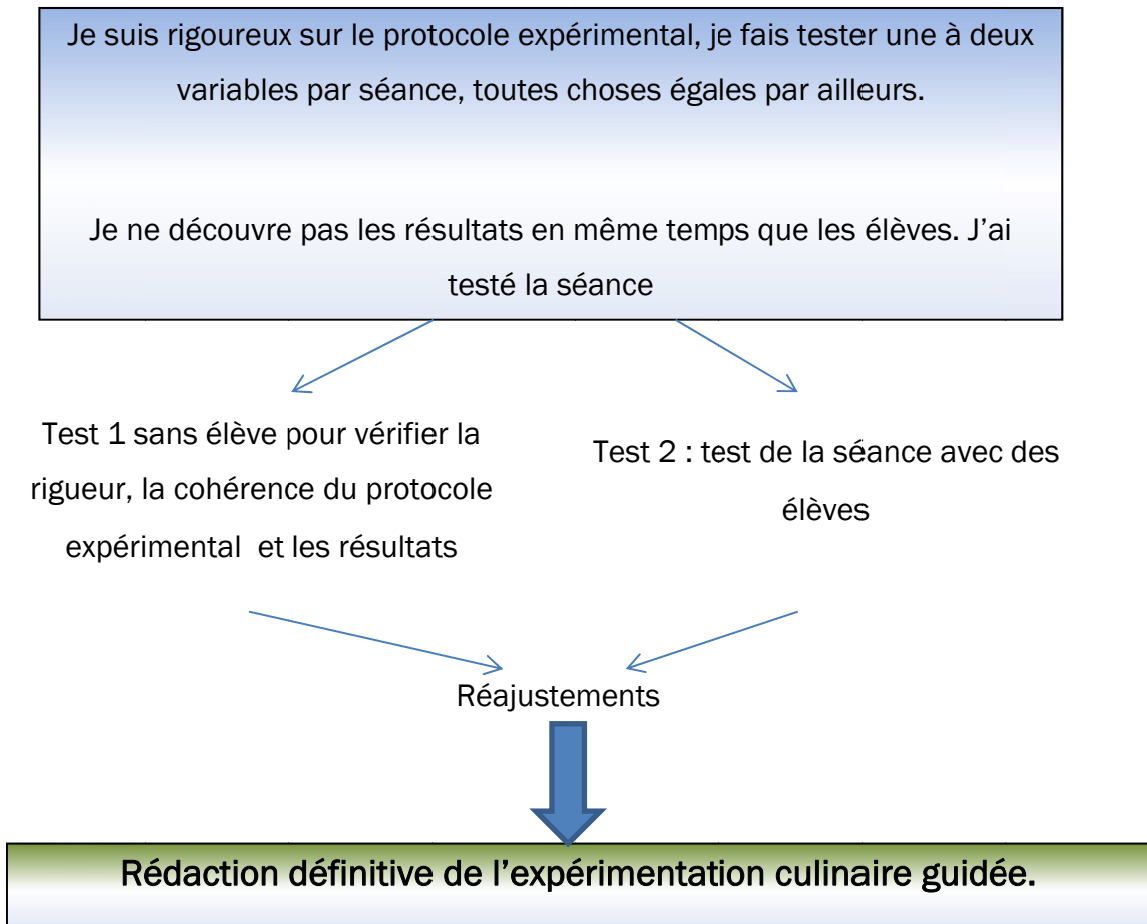 Je suis rigoureux sur le protocole expérimental, je fais tester une à deux
variables par séance, toutes choses égales par ailleurs.
Je ne découvre pas les résultats en même temps que les élèves. J'ai
testé la séance
Test 1 sans élève pour vérifier la
rigueur, la cohérence du protocole
expérimental et les résultats
Test 2 : test de la séance avec des
élèves
Réajustements
Rédaction définitive de l'expérimentation culinaire guidée.